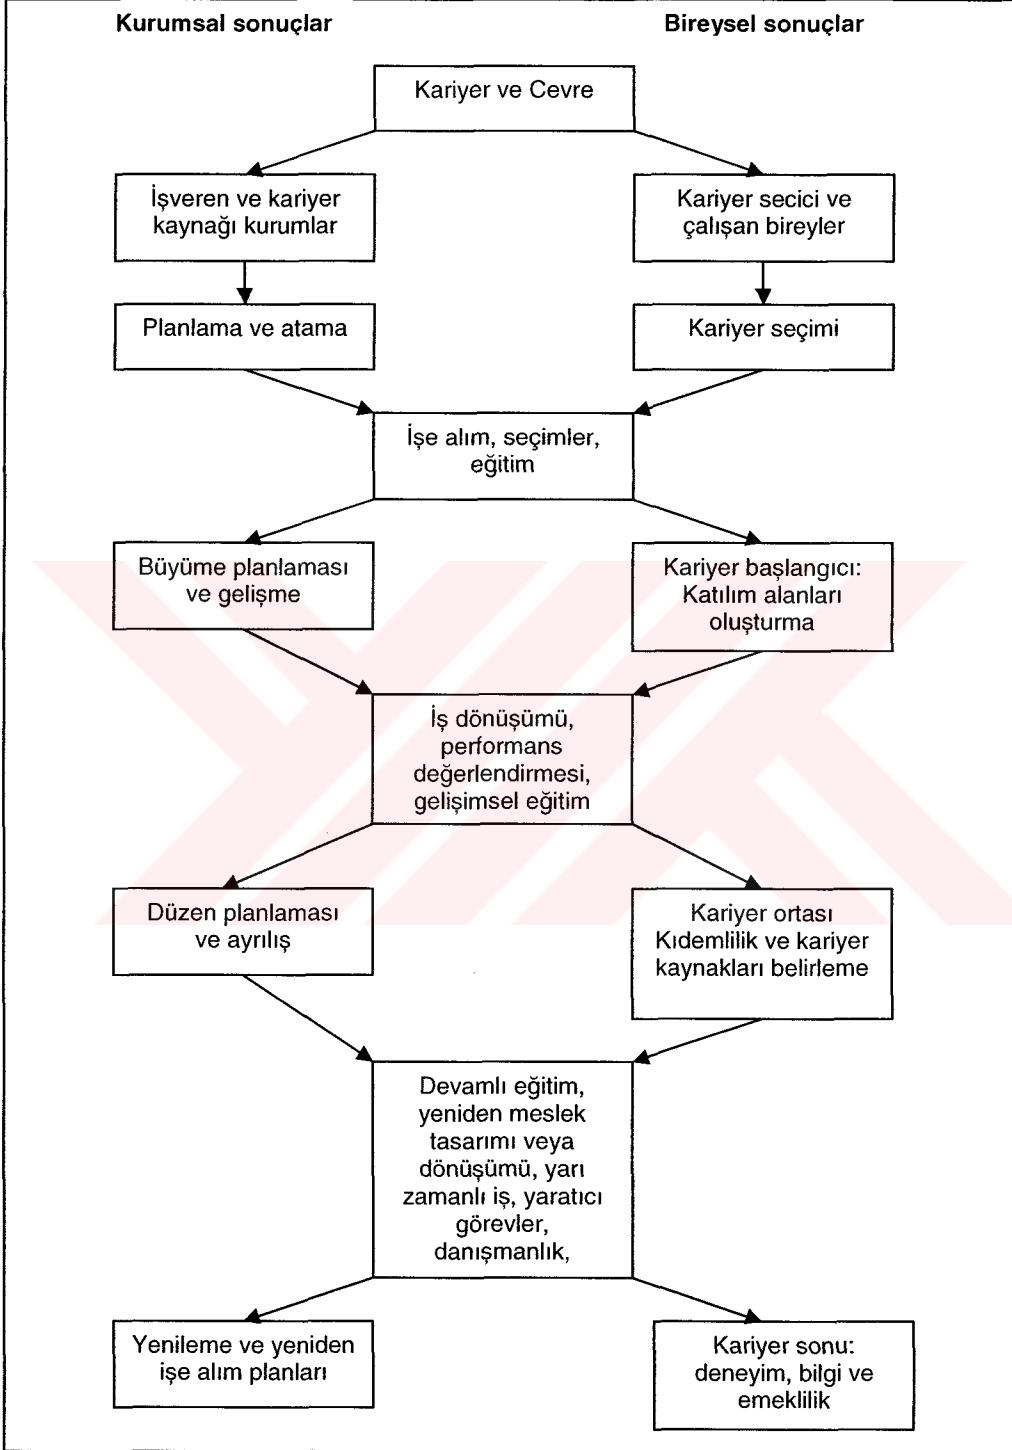 Kurumsal sonuçlar
Bireysel sonuçlar
Kariyer ve Cevre
İşveren ve kariyer
kaynağı kurumlar
Kariyer secici ve
çalışan bireyler
Planlama ve atama
Kariyer seçimi
İşe alım, seçimler,
eğitim
Büyüme planlaması
ve gelişme
Kariyer başlangıcı:
Katılım alanları
oluşturma
İş dönüşümü,
performans
değerlendirmesi,
gelişimsel eğitim
Düzen planlaması
ve ayrılış
Kariyer ortası
Kıdemlilik ve kariyer
kaynakları belirleme
Devamlı eğitim,
yeniden meslek
tasarımı veya
dönüşümü, yarı
zamanlı iş, yaratıcı
görevler,
danışmanlık,
Yenileme ve yeniden
işe alım planları
Kariyer sonu:
deneyim, bilgi ve
emeklilik